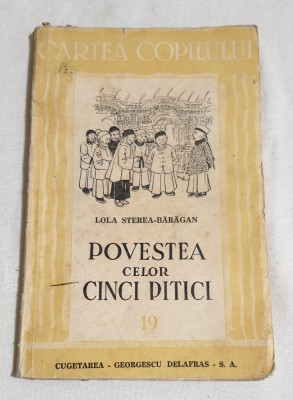 CARTEA COPILULUI
LOLA STEREA-BĂRĂGAN
POVESTEA
CELOR
CINCI PITICI
19
CUGETAREA - GEORGESCU DELAFRAS - S. A.